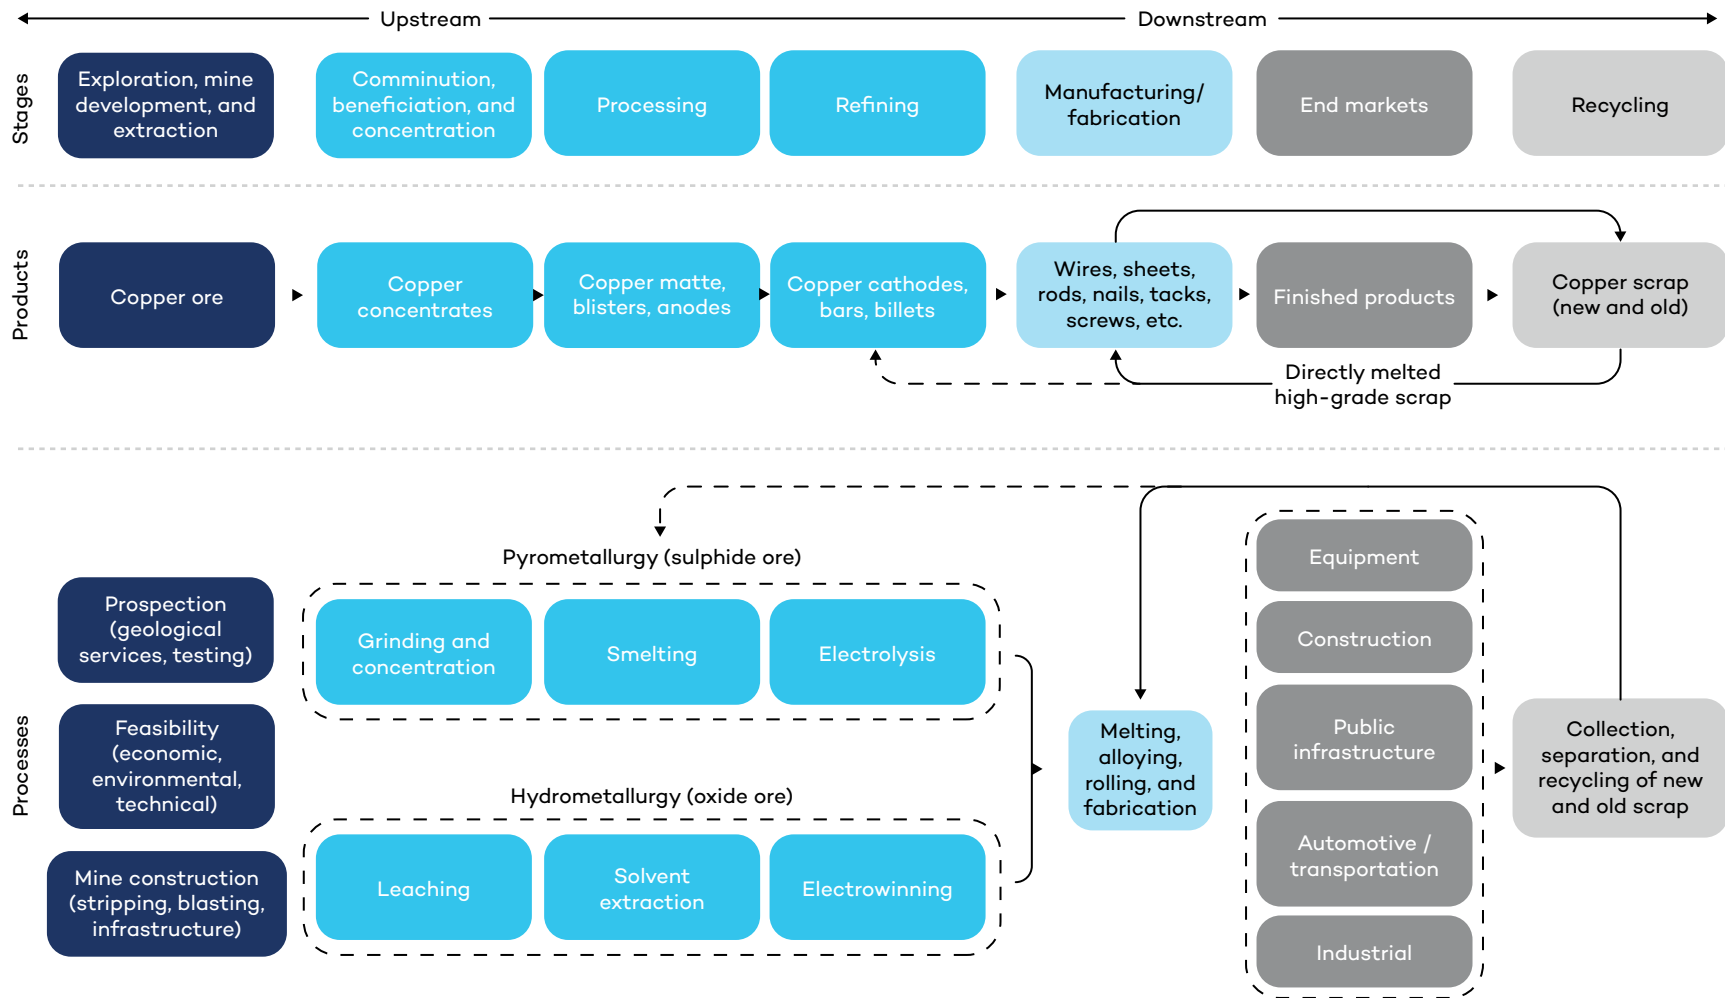 Upstream
Downstream
Stages
Exploration, mine
development, and
extraction
Comminution,
beneficiation, and
concentration
Processing
Refining
Manufacturing/
fabrication
End markets
Recycling
Products
Copper ore
Copper
concentrates
Copper matte,
blisters, anodes
Copper cathodes,
bars, billets
Wires, sheets,
rods, nails, tacks,
screws, etc.
Finished products
Copper scrap
(new and old)
Directly melted
high-grade scrap
Processes
Prospection
(geological
services, testing)
Feasibility
(economic,
environmental,
technical)
Mine construction
(stripping, blasting,
infrastructure)
Pyrometallurgy (sulphide ore)
Grinding and
concentration
Smelting
Electrolysis
Hydrometallurgy (oxide ore)
Leaching
Solvent
extraction
Electrowinning
Melting,
alloying,
rolling, and
fabrication
Equipment
Construction
Public
infrastructure
Automotive /
transportation
Industrial
Collection,
separation, and
recycling of new
and old scrap